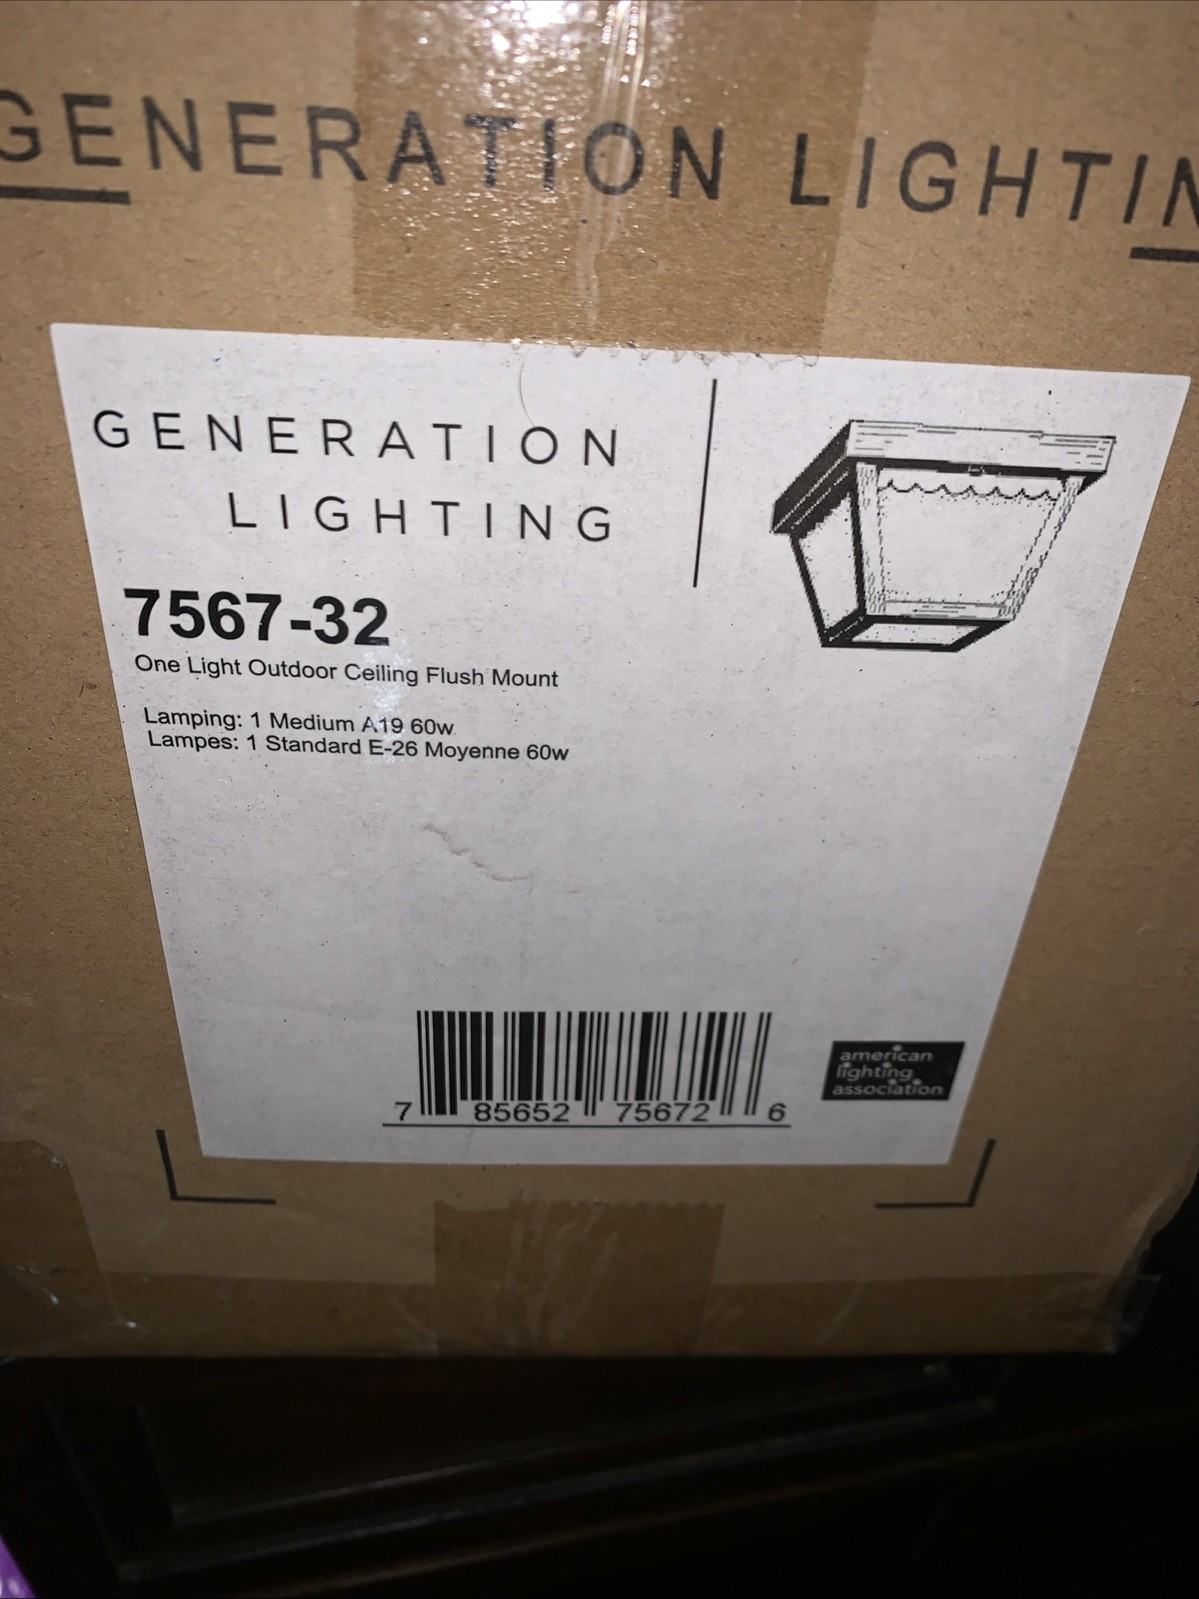 GENERATION LIGHTIN
GENERATION
LIGHTING
7567-32
One Light Outdoor Ceiling Flush Mount
Lamping: 1 Medium A19 60w
Lampes: 1 Standard E-26 Moyenne 60w
7 85652 75672 6
american
lighting
association